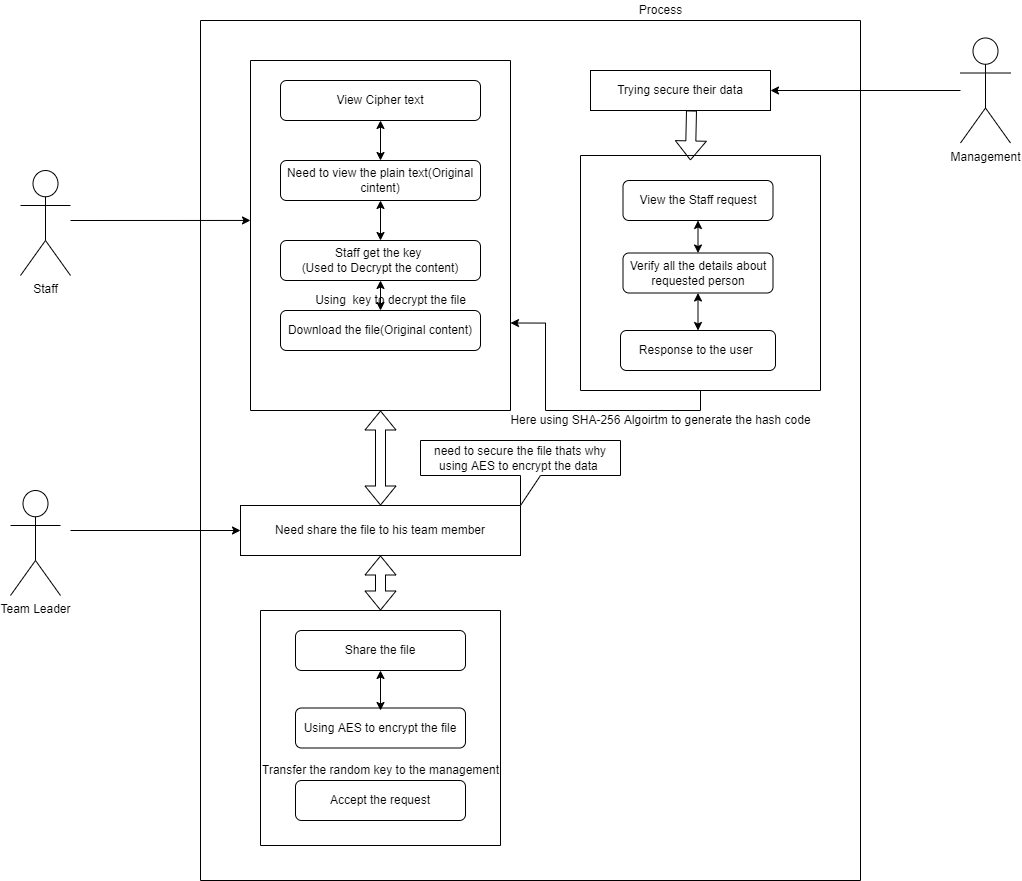 Process
View Cipher text
Trying secure their data
Management
Need to view the plain text(Original
cintent)
View the Staff request
Staff
Staff get the key
(Used to Decrypt the content)
Verify all the details about
requested person
Using key to decrypt the file
Download the file(Original content)
Response to the user
Here using SHA-256 Algoirtm to generate the hash code
need to secure the file thats why
using AES to encrypt the data
Need share the file to his team member
Team Leader
Share the file
Using AES to encrypt the file
Transfer the random key to the management
Accept the request